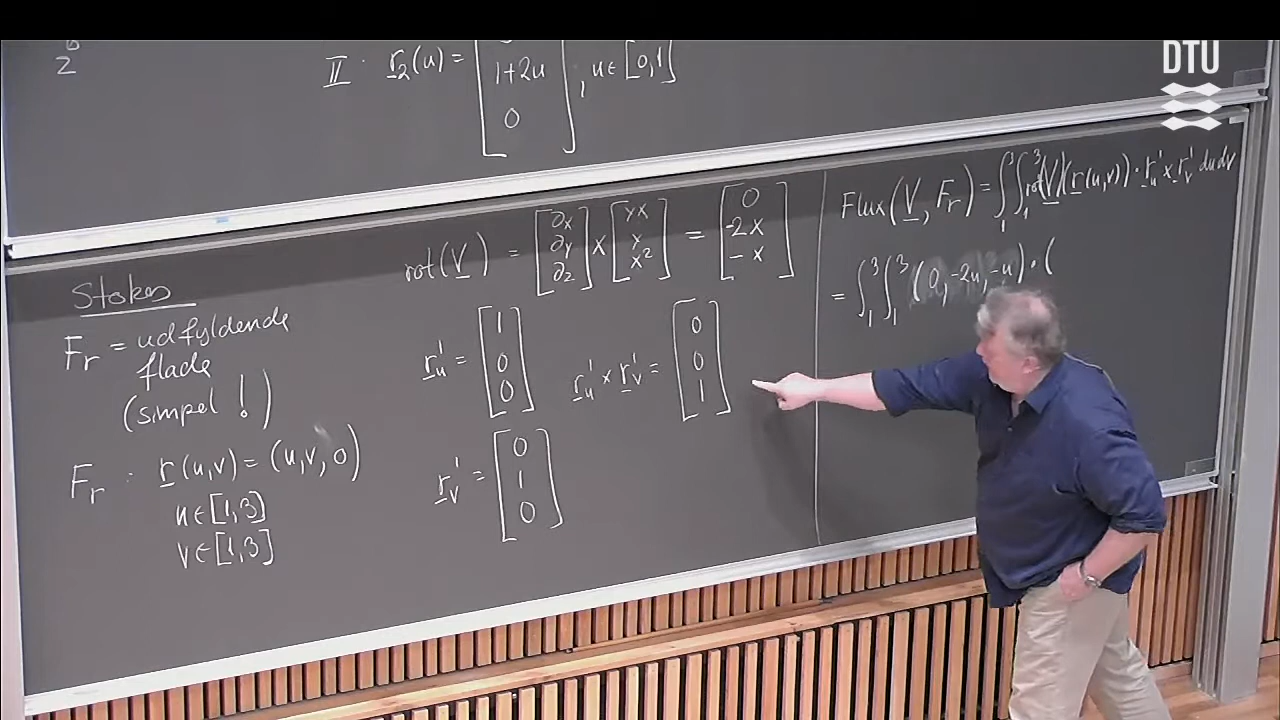 2
II : r₂(u) = [1+2u, 0], u∈[0,1]
DTU
Stokes
Fᵣ = udfyldende
flade
(simpel !)
Fᵣ : r(u,v) = (u,v,0)
u∈[1,3]
v∈[1,3]
rot(V) = [∂x, ∂y, ∂z] × [yx, x, x²] = [0, -2x, -x]
r'ᵤ = [1, 0, 0]
r'ᵤ × r'ᵥ = [0, 0, 1]
r'ᵥ = [0, 1, 0]
Flux(V, Fᵣ) = ∫₁³ ∫₁³ rot(V)(r(u,v)) · r'ᵤ × r'ᵥ du dv
= ∫₁³ ∫₁³ (0, -2u, -u) · (